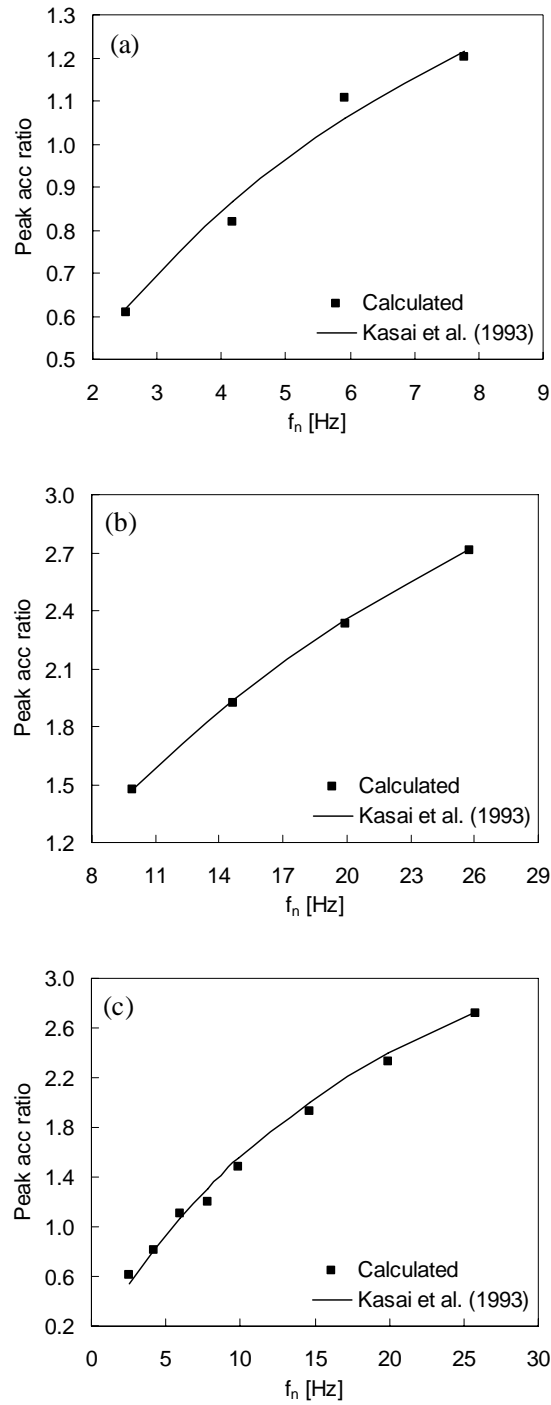 (a)
1.3
1.2
1.1
1.0
0.9
0.8
0.7
0.6
0.5
Peak acc ratio
Calculated
Kasai et al. (1993)
2 3 4 5 6 7 8 9
fn [Hz]
(b)
3.0
2.7
2.4
2.1
1.8
1.5
1.2
Peak acc ratio
Calculated
Kasai et al. (1993)
8 11 14 17 20 23 26 29
fn [Hz]
(c)
3.0
2.6
2.2
1.8
1.4
1.0
0.6
0.2
Peak acc ratio
Calculated
Kasai et al. (1993)
0 5 10 15 20 25 30
fn [Hz]